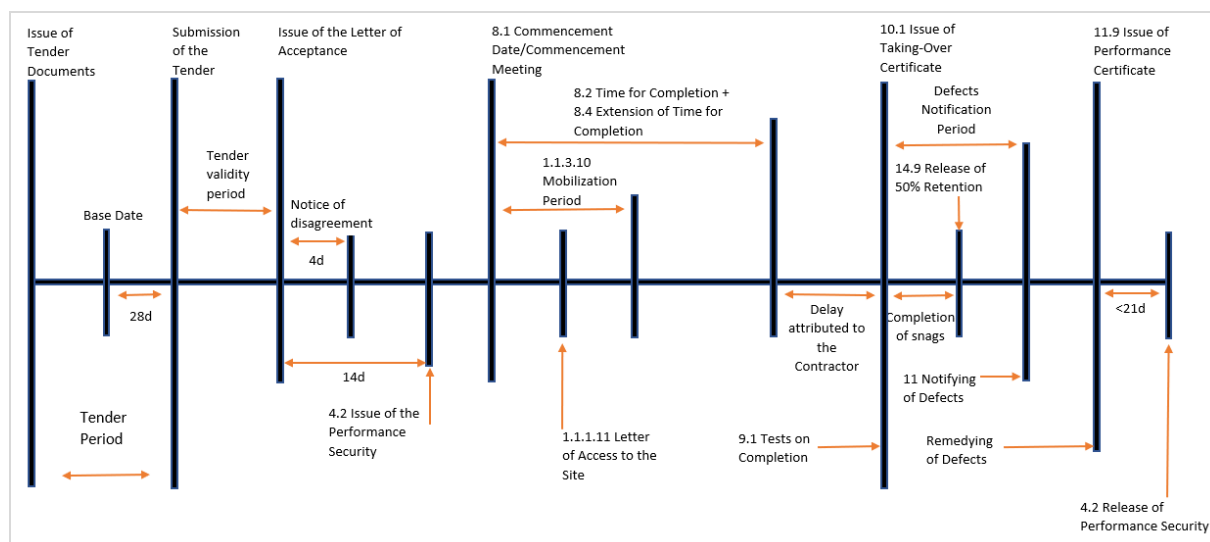 Issue of
Tender
Documents
Submission
of the
Tender
Issue of the Letter of
Acceptance
8.1 Commencement
Date/Commencement
Meeting
10.1 Issue of
Taking-Over
Certificate
11.9 Issue of
Performance
Certificate
8.2 Time for Completion +
8.4 Extension of Time for
Completion
Defects
Notification
Period
Tender
validity
period
1.1.3.10
Mobilization
Period
14.9 Release of
50% Retention
Base Date
Notice of
disagreement
4d
28d
14d
Delay
attributed to
the
Contractor
Completion
of snags
<21d
Tender
Period
4.2 Issue of the
Performance
Security
1.1.1.11 Letter
of Access to the
Site
9.1 Tests on
Completion
11 Notifying
of Defects
Remedying
of Defects
4.2 Release of
Performance Security